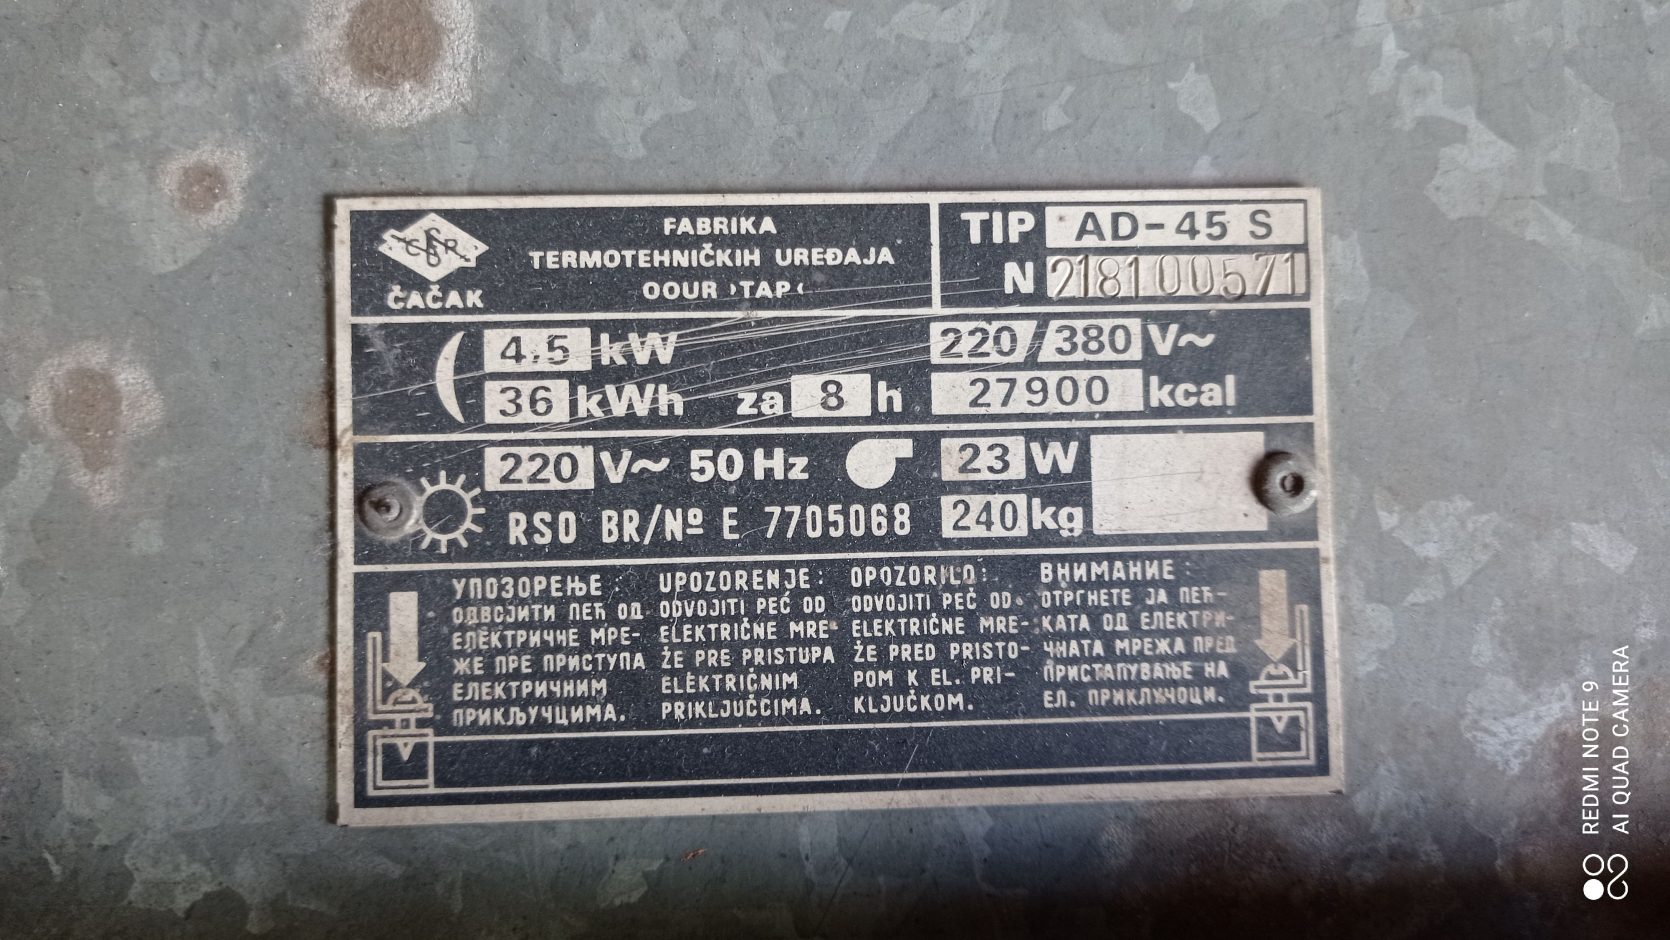 CER
ČAČAK
FABRIKA
TERMOTEHNIČKIH UREĐAJA
OOUR ›TAP‹
TIP AD-45 S
N 218100571
4,5 kW
220/380 V~
36 kWh za 8 h
27900 kcal
220 V~ 50 Hz
23 W
RSO BR/Nº E 7705068
240 kg
УПОЗОРЕЊЕ:
ОДВОЈИТИ ПЕЋ ОД
ЕЛЕКТРИЧНЕ МРЕ-
ЖЕ ПРЕ ПРИСТУПА
ЕЛЕКТРИЧНИМ
ПРИКЉУЧЦИМА.
UPOZORENJE:
ODVOJITI PEĆ OD
ELEKTRIČNE MRE-
ŽE PRE PRISTUPA
ELEKTRIČNIM
PRIKLJUČCIMA.
OPOZORILO:
ODVOJITI PEČ OD
ELEKTRIČNE MRE-
ŽE PRED PRISTO-
POM K EL. PRI-
KLJUČKOM.
ВНИМАНИЕ:
ОТРГНЕТЕ ЈА ПЕЋ-
КАТА ОД ЕЛЕКТРИ-
ЧНАТА МРЕЖА ПРЕД
ПРИСТАПУВАЊЕ НА
ЕЛ. ПРИКЛУЧОЦИ.
REDMI NOTE 9
AI QUAD CAMERA